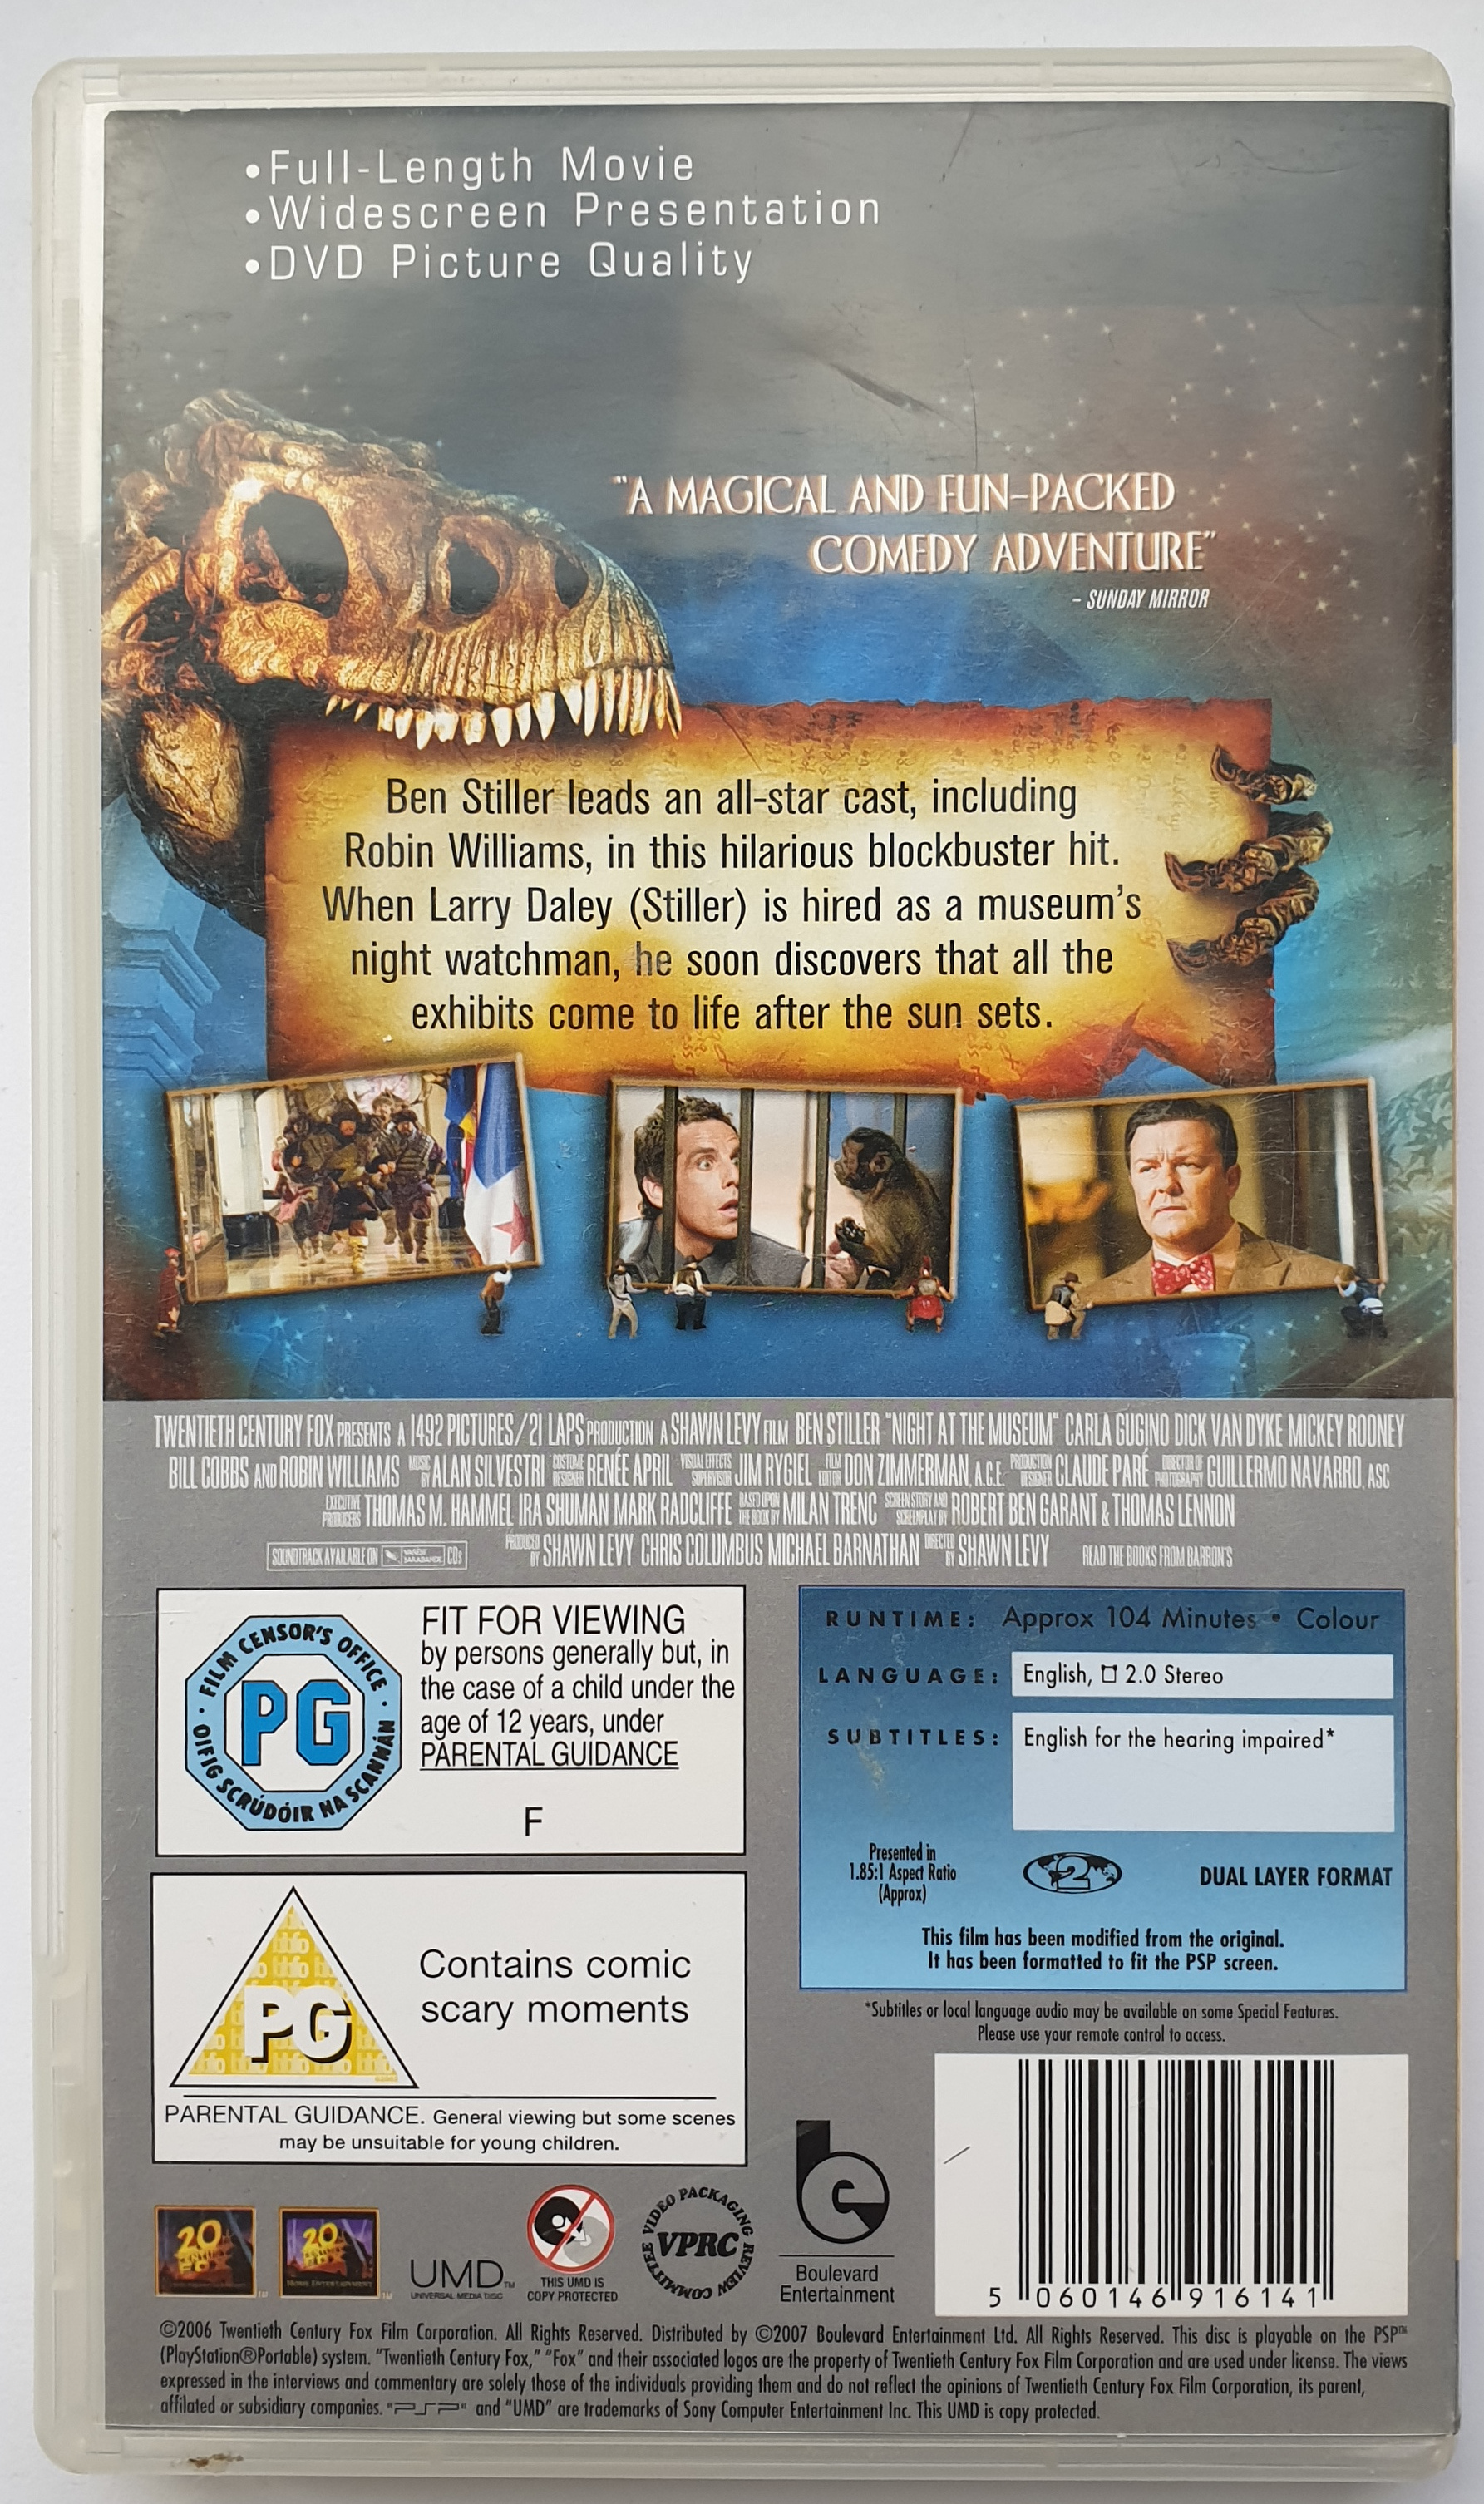 •Full-Length Movie
•Widescreen Presentation
•DVD Picture Quality
"A MAGICAL AND FUN-PACKED
COMEDY ADVENTURE"
- SUNDAY MIRROR
Ben Stiller leads an all-star cast, including
Robin Williams, in this hilarious blockbuster hit.
When Larry Daley (Stiller) is hired as a museum's
night watchman, he soon discovers that all the
exhibits come to life after the sun sets.
TWENTIETH CENTURY FOX PRESENTS A 1492 PICTURES/21 LAPS PRODUCTION A SHAWN LEVY FILM BEN STILLER "NIGHT AT THE MUSEUM" CARLA GUGINO DICK VAN DYKE MICKEY ROONEY
BILL COBBS AND ROBIN WILLIAMS MUSIC BY ALAN SILVESTRI COSTUME DESIGNER RENÉE APRIL VISUAL EFFECTS SUPERVISOR JIM RYGIEL FILM EDITOR DON ZIMMERMAN, A.C.E. PRODUCTION DESIGNER CLAUDE PARÉ DIRECTOR OF PHOTOGRAPHY GUILLERMO NAVARRO, ASC
EXECUTIVE PRODUCERS THOMAS M. HAMMEL IRA SHUMAN MARK RADCLIFFE BASED UPON THE BOOK BY MILAN TRENC SCREEN STORY AND SCREENPLAY BY ROBERT BEN GARANT & THOMAS LENNON
SOUNDTRACK AVAILABLE ON VARÈSE SARABANDE CDs PRODUCED BY SHAWN LEVY CHRIS COLUMBUS MICHAEL BARNATHAN DIRECTED BY SHAWN LEVY READ THE BOOKS FROM BARRON'S
· FILM CENSOR'S OFFICE ·
PG
OIFIG SCRÚDÓIR NA SCANNÁN
FIT FOR VIEWING
by persons generally but, in
the case of a child under the
age of 12 years, under
PARENTAL GUIDANCE
F
RUNTIME: Approx 104 Minutes • Colour
LANGUAGE: English, 2.0 Stereo
SUBTITLES: English for the hearing impaired*
Presented in
1.85:1 Aspect Ratio
(Approx)
2
DUAL LAYER FORMAT
This film has been modified from the original.
It has been formatted to fit the PSP screen.
PG
Contains comic
scary moments
PARENTAL GUIDANCE. General viewing but some scenes
may be unsuitable for young children.
*Subtitles or local language audio may be available on some Special Features.
Please use your remote control to access.
20TH CENTURY FOX
20TH CENTURY FOX
HOME ENTERTAINMENT
UMD™
UNIVERSAL MEDIA DISC
THIS UMD IS
COPY PROTECTED
VIDEO PACKAGING REVIEW COMMITTEE
VPRC
Boulevard
Entertainment
5 060146 916141
©2006 Twentieth Century Fox Film Corporation. All Rights Reserved. Distributed by ©2007 Boulevard Entertainment Ltd. All Rights Reserved. This disc is playable on the PSP™
(PlayStation®Portable) system. "Twentieth Century Fox," "Fox" and their associated logos are the property of Twentieth Century Fox Film Corporation and are used under license. The views
expressed in the interviews and commentary are solely those of the individuals providing them and do not reflect the opinions of Twentieth Century Fox Film Corporation, its parent,
affilated or subsidiary companies. "PSP" and "UMD" are trademarks of Sony Computer Entertainment Inc. This UMD is copy protected.